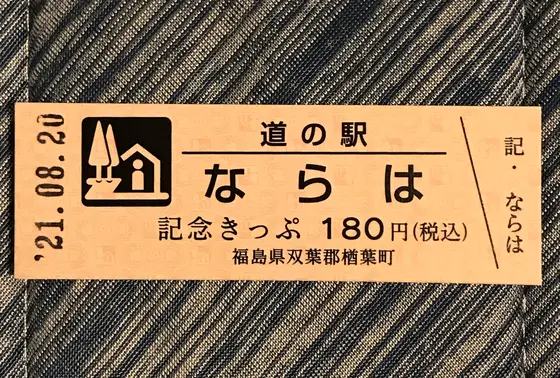 '21.08.20
道の駅
ならは
記念きっぷ 180円(税込)
福島県双葉郡楢葉町
記・ならは